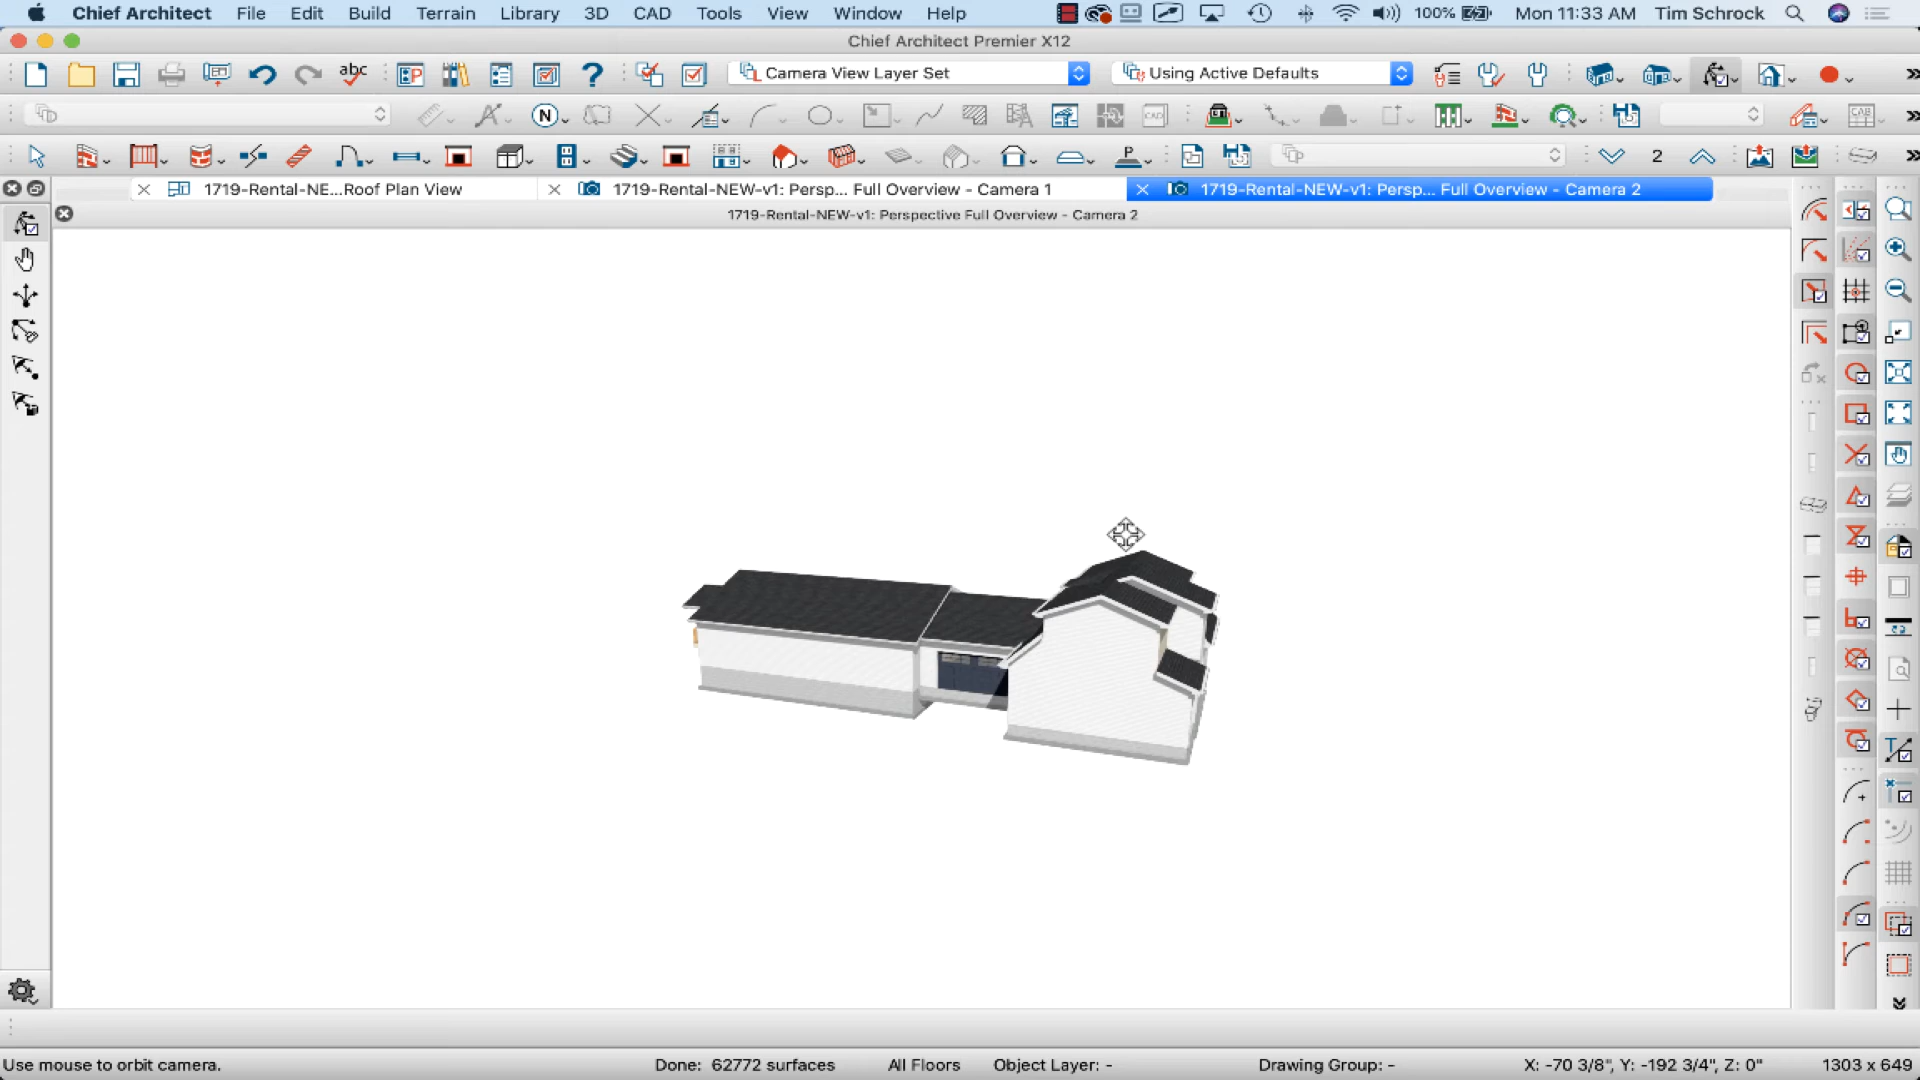 Chief Architect File Edit Build Terrain Library 3D CAD Tools View Window Help 100% Mon 11:33 AM Tim Schrock
Chief Architect Premier X12
abc Camera View Layer Set Using Active Defaults
N CAD CAB
P 2
1719-Rental-NE...Roof Plan View 1719-Rental-NEW-v1: Persp... Full Overview - Camera 1 1719-Rental-NEW-v1: Persp... Full Overview - Camera 2
1719-Rental-NEW-v1: Perspective Full Overview - Camera 2
Use mouse to orbit camera. Done: 62772 surfaces All Floors Object Layer: - Drawing Group: - X: -70 3/8", Y: -192 3/4", Z: 0" 1303 x 649